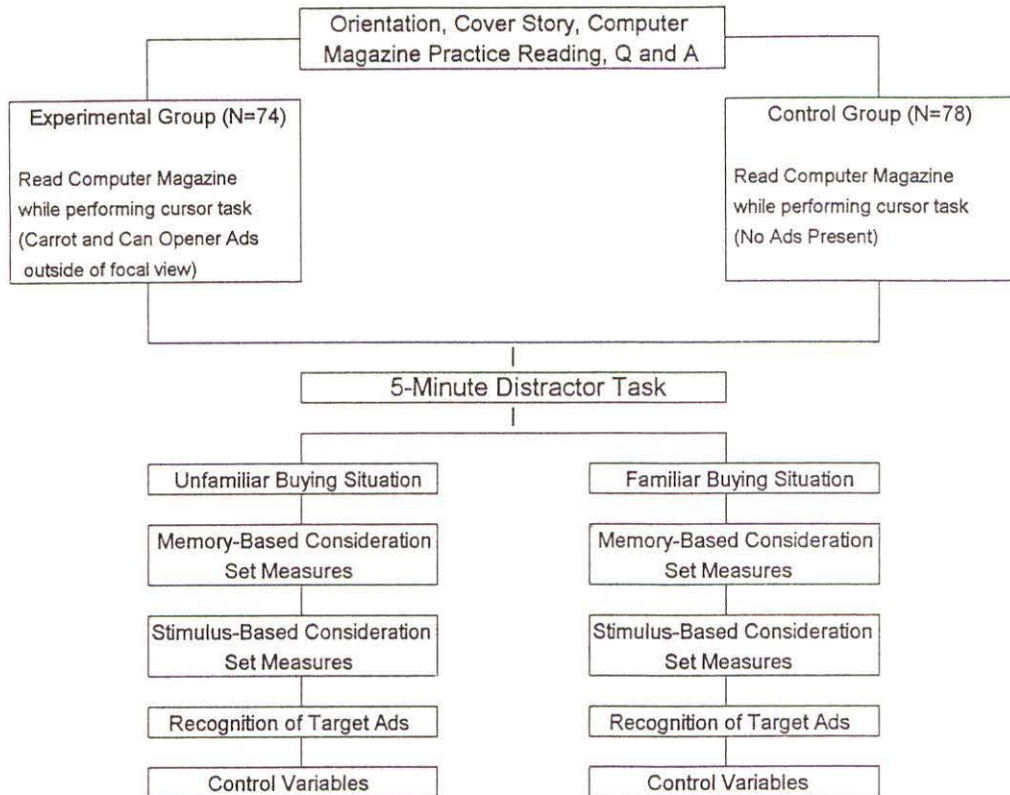 Orientation, Cover Story, Computer
Magazine Practice Reading, Q and A
Experimental Group (N=74)
Read Computer Magazine
while performing cursor task
(Carrot and Can Opener Ads
outside of focal view)
Control Group (N=78)
Read Computer Magazine
while performing cursor task
(No Ads Present)
5-Minute Distractor Task
Unfamiliar Buying Situation
Memory-Based Consideration
Set Measures
Stimulus-Based Consideration
Set Measures
Recognition of Target Ads
Control Variables
Familiar Buying Situation
Memory-Based Consideration
Set Measures
Stimulus-Based Consideration
Set Measures
Recognition of Target Ads
Control Variables